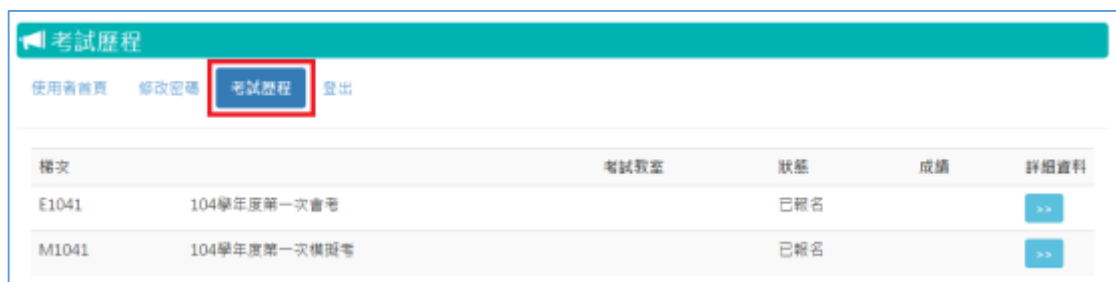 考試歷程
使用者首頁 修改密碼 考試歷程 登出
梯次 考試教室 狀態 成績 詳細資料
E1041 104學年度第一次會考 已報名 >>
M1041 104學年度第一次模擬考 已報名 >>